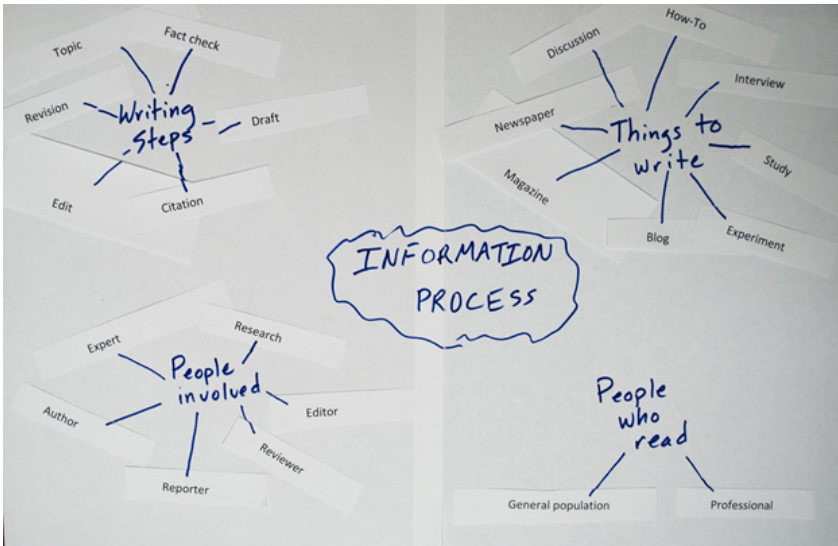 Topic
Fact check
Revision
Writing
Steps
Draft
Edit
Citation
Discussion
How-To
Interview
Newspaper
Things to
write
Study
Magazine
Blog
Experiment
INFORMATION
PROCESS
Expert
Research
People
involved
Author
Editor
Reviewer
Reporter
People
who
read
General population
Professional